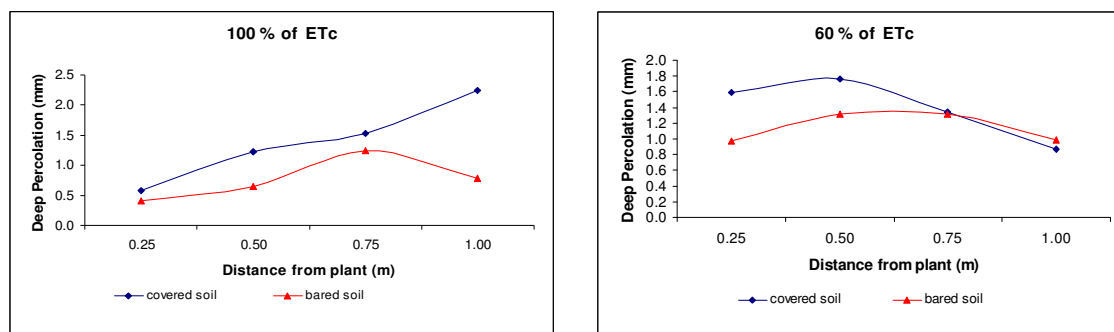 100 % of ETc
Deep Percolation (mm)
2.5
2.0
1.5
1.0
0.5
0.0
0.25 0.50 0.75 1.00
Distance from plant (m)
covered soil bared soil
60 % of ETc
Deep Percolation (mm)
2.0
1.8
1.6
1.4
1.2
1.0
0.8
0.6
0.4
0.2
0.0
0.25 0.50 0.75 1.00
Distance from plant (m)
covered soil bared soil